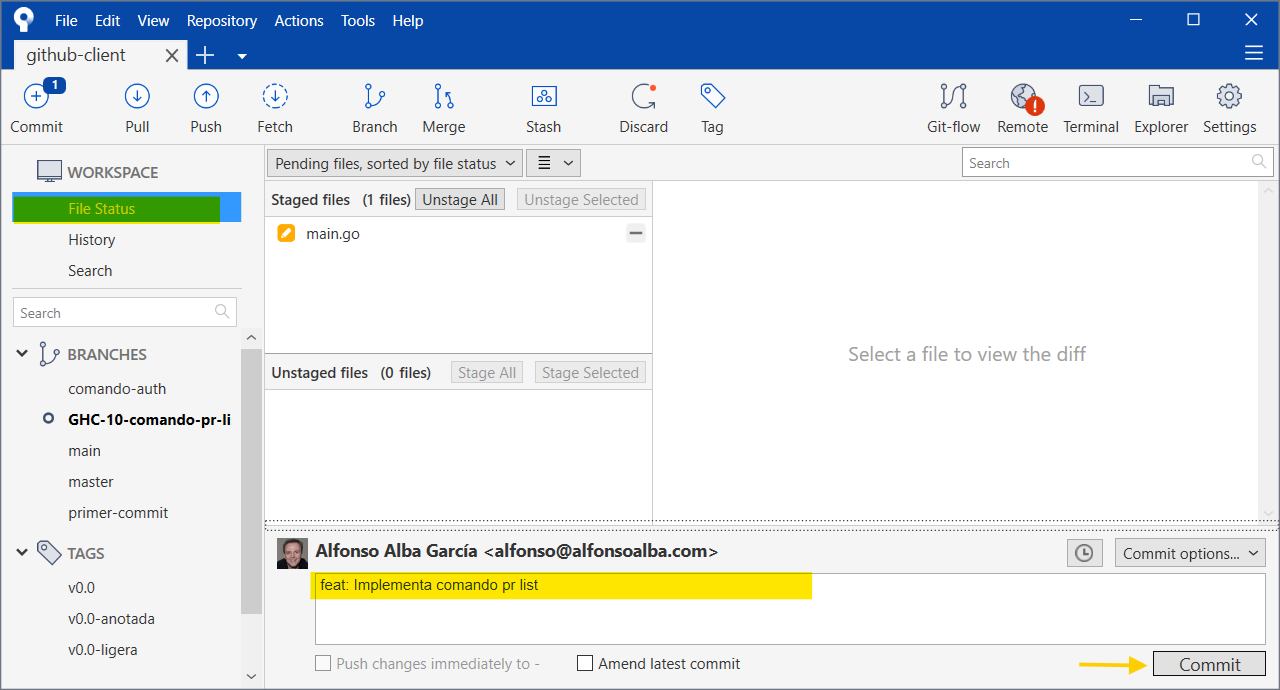 File Edit View Repository Actions Tools Help
github-client
1
Commit Pull Push Fetch Branch Merge Stash Discard Tag Git-flow Remote Terminal Explorer Settings
WORKSPACE
File Status
History
Search
Search
BRANCHES
comando-auth
GHC-10-comando-pr-li
main
master
primer-commit
TAGS
v0.0
v0.0-anotada
v0.0-ligera
Pending files, sorted by file status
Search
Staged files (1 files) Unstage All Unstage Selected
main.go
Unstaged files (0 files) Stage All Stage Selected
Select a file to view the diff
Alfonso Alba García <alfonso@alfonsoalba.com>
Commit options...
feat: Implementa comando pr list
Push changes immediately to -
Amend latest commit
Commit